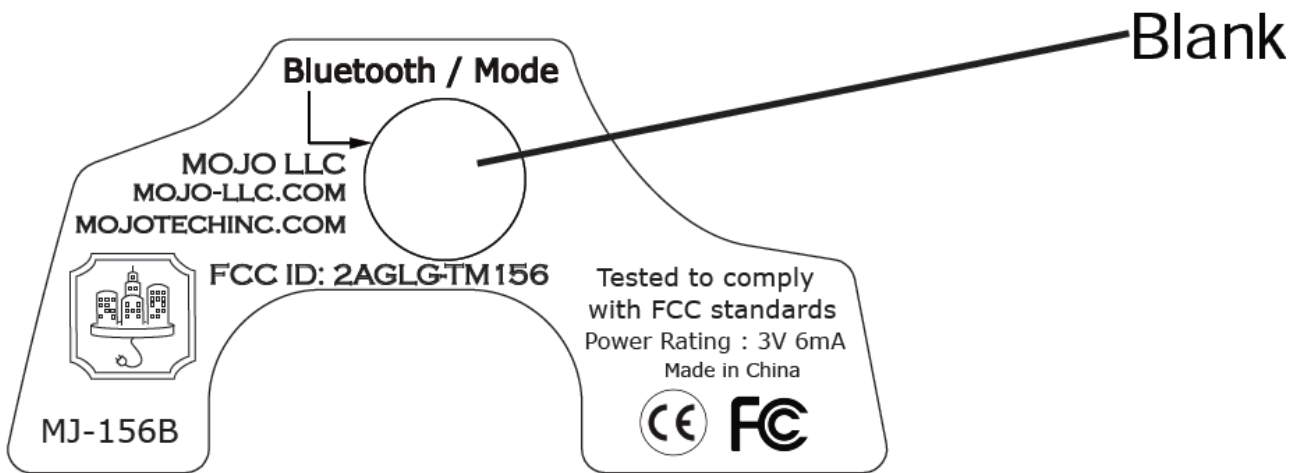 Blank
Bluetooth / Mode
MOJO LLC
MOJO-LLC.COM
MOJOTECHINC.COM
FCC ID: 2AGLG-TM156
Tested to comply
with FCC standards
Power Rating : 3V 6mA
Made in China
MJ-156B
CE FC